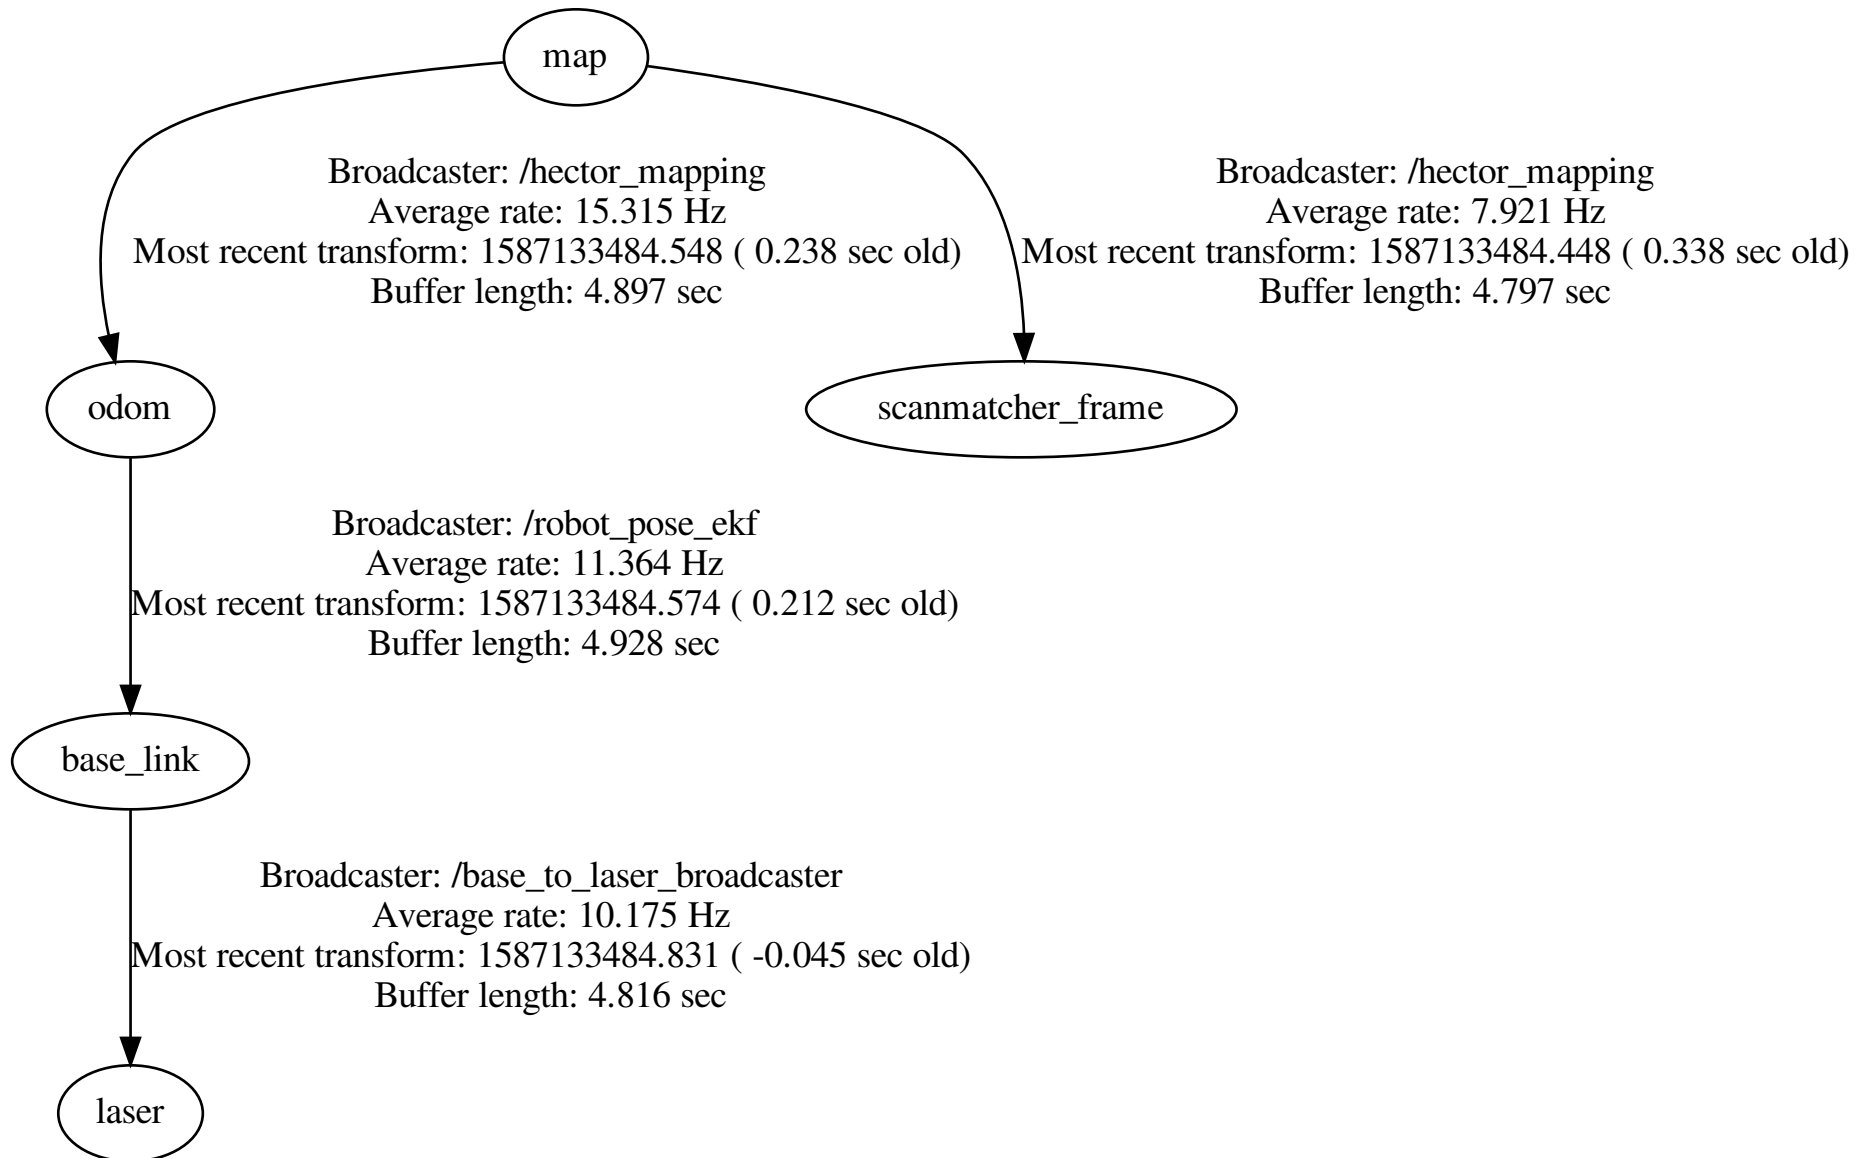 map
Broadcaster: /hector_mapping
Average rate: 15.315 Hz
Most recent transform: 1587133484.548 ( 0.238 sec old)
Buffer length: 4.897 sec
Broadcaster: /hector_mapping
Average rate: 7.921 Hz
Most recent transform: 1587133484.448 ( 0.338 sec old)
Buffer length: 4.797 sec
odom
scanmatcher_frame
Broadcaster: /robot_pose_ekf
Average rate: 11.364 Hz
Most recent transform: 1587133484.574 ( 0.212 sec old)
Buffer length: 4.928 sec
base_link
Broadcaster: /base_to_laser_broadcaster
Average rate: 10.175 Hz
Most recent transform: 1587133484.831 ( -0.045 sec old)
Buffer length: 4.816 sec
laser